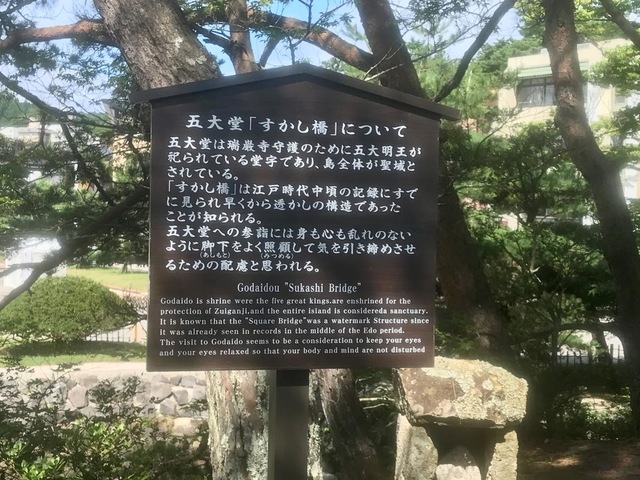 五大堂「すかし橋」について
五大堂は瑞巌寺守護のために五大明王が
祀られている堂宇であり、島全体が聖域と
されている。
「すかし橋」は江戸時代中頃の記録にすで
に見られ早くから透かしの構造であった
ことが知られる。
五大堂への参詣には身も心も乱れのない
ように脚下をよく照顧して気を引き締めさせ
(あしもと) (みつめる)
るための配慮と思われる。
Godaidou "Sukashi Bridge"
Godaido is shrine were the five great kings.are enshrined for the
protection of Zuiganji,and the entire island is considereda sanctuary.
It is known that the "Square Bridge"was a watermark Structure since
it was already seen in records in the middle of the Edo period.
The visit to Godaido seems to be a consideration to keep your eyes
and your eyes relaxed so that your body and mind are not disturbed